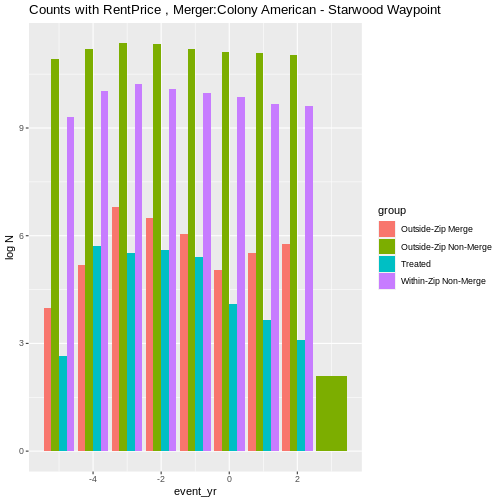 Counts with RentPrice , Merger:Colony American - Starwood Waypoint
log N
9
6
3
0
-4
-2
0
2
event_yr
group
Outside-Zip Merge
Outside-Zip Non-Merge
Treated
Within-Zip Non-Merge